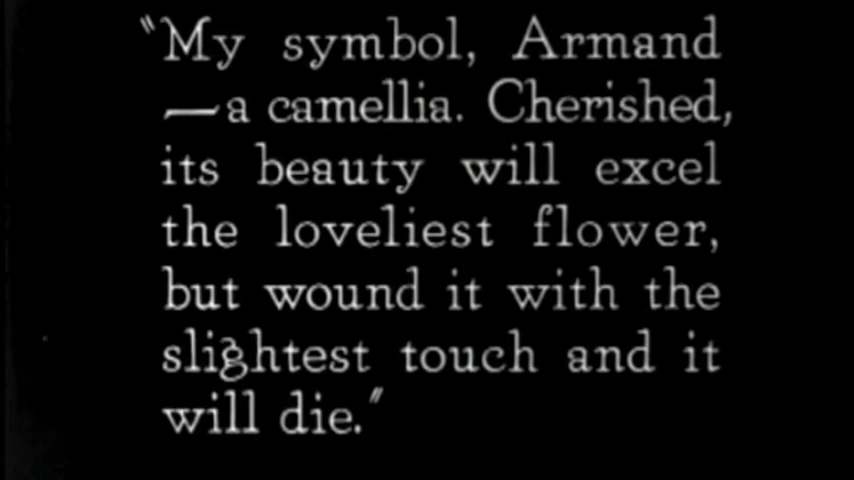 "My symbol, Armand
—a camellia. Cherished,
its beauty will excel
the loveliest flower,
but wound it with the
slightest touch and it
will die."